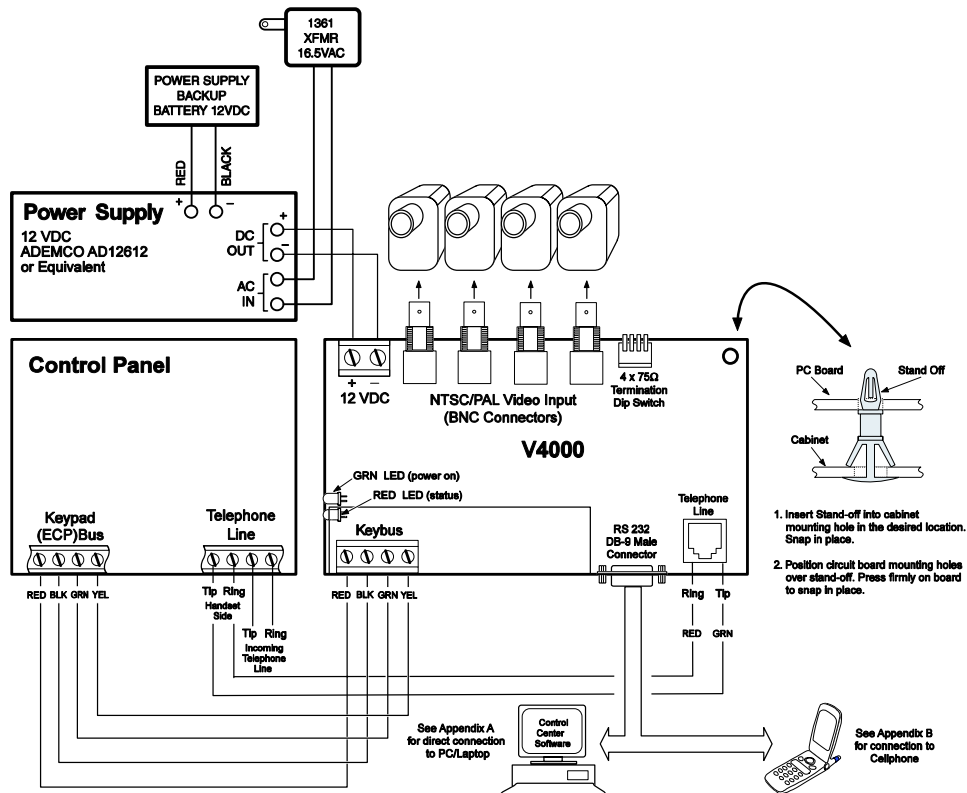 1361
XFMR
16.5VAC
POWER SUPPLY
BACKUP
BATTERY 12VDC
RED
BLACK
+
–
Power Supply
12 VDC
ADEMCO AD12612
or Equivalent
DC
OUT
+
–
AC
IN
Control Panel
Keypad
(ECP)Bus
Telephone
Line
RED BLK GRN YEL
Tip Ring
Handset
Side
Tip Ring
Incoming
Telephone
Line
+ –
12 VDC
NTSC/PAL Video Input
(BNC Connectors)
4 x 75Ω
Termination
Dip Switch
V4000
GRN LED (power on)
RED LED (status)
Keybus
RED BLK GRN YEL
RS 232
DB-9 Male
Connector
Telephone
Line
Ring Tip
RED GRN
PC Board
Stand Off
Cabinet
1. Insert Stand-off into cabinet
mounting hole in the desired location.
Snap in place.
2. Position circuit board mounting holes
over stand-off. Press firmly on board
to snap in place.
See Appendix A
for direct connection
to PC/Laptop
Control
Center
Software
See Appendix B
for connection to
Cellphone